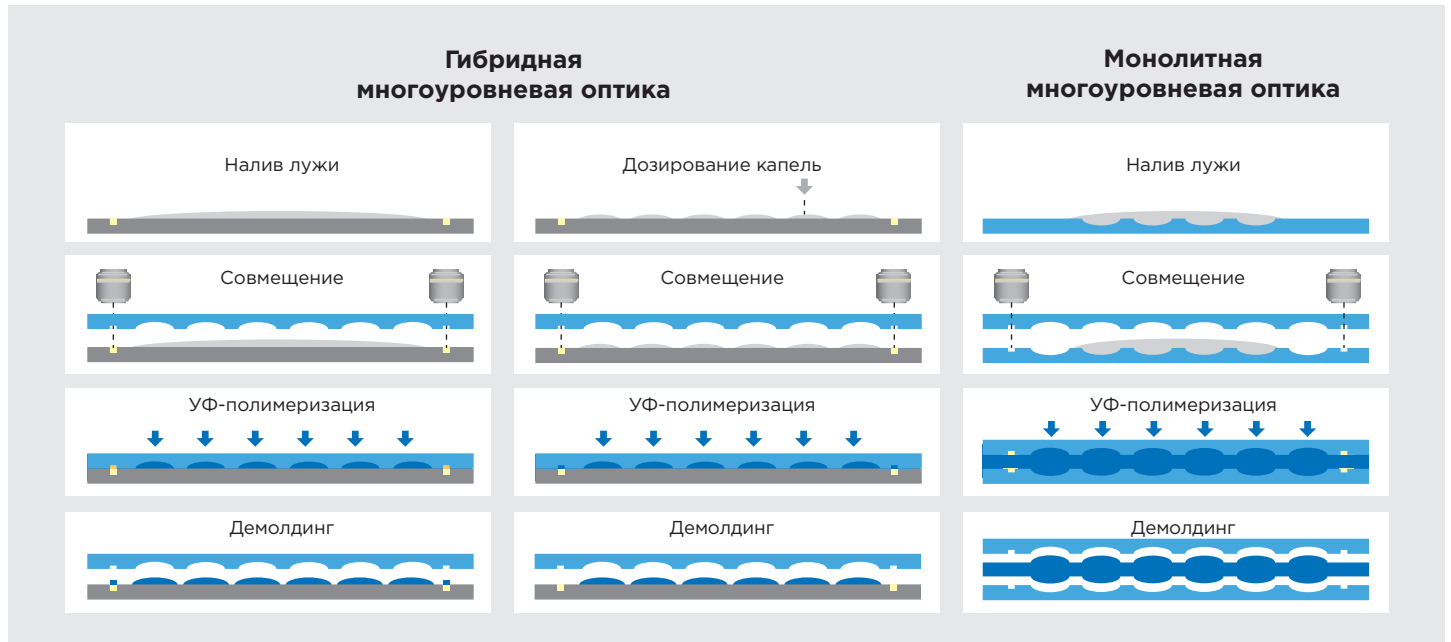 Гибридная
многоуровневая оптика
Монолитная
многоуровневая оптика
Налив лужи
Дозирование капель
Налив лужи
Совмещение
Совмещение
Совмещение
УФ-полимеризация
УФ-полимеризация
УФ-полимеризация
Демолдинг
Демолдинг
Демолдинг